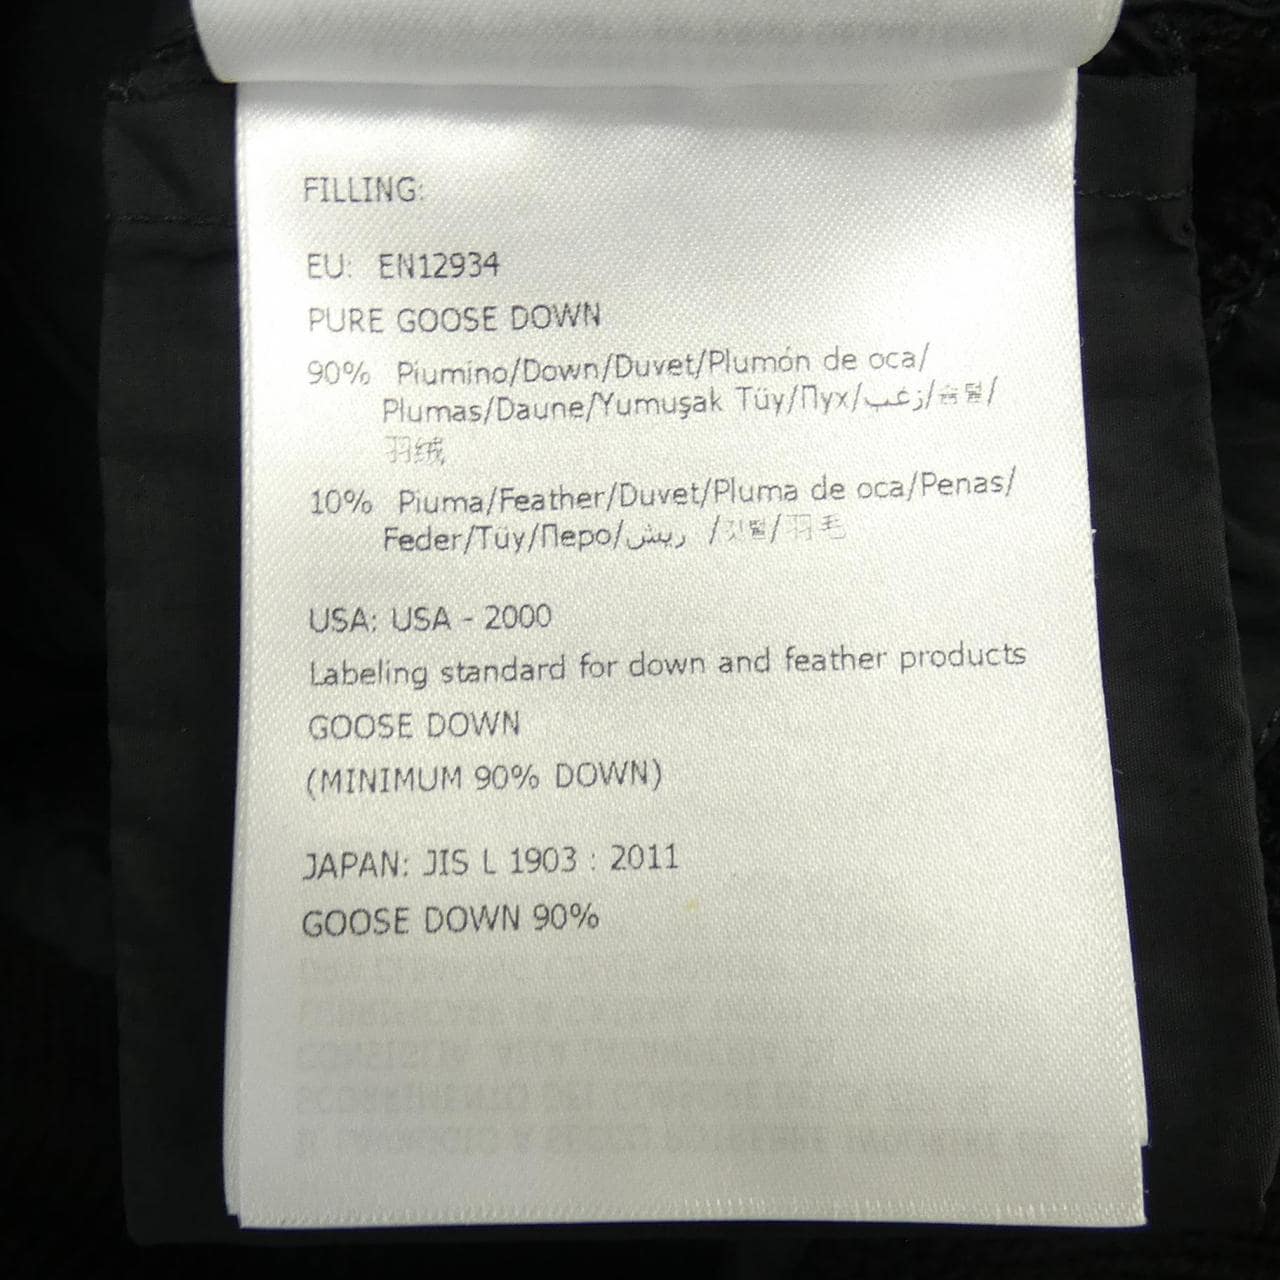 FILLING:
EU: EN12934
PURE GOOSE DOWN
90% Piumino/Down/Duvet/Plumón de oca/
Plumas/Daune/Yumuşak Tüy/Пух/زغب/솜털/
羽绒
10% Piuma/Feather/Duvet/Pluma de oca/Penas/
Feder/Tüy/Перо/ريش /깃털/羽毛
USA: USA - 2000
Labeling standard for down and feather products
GOOSE DOWN
(MINIMUM 90% DOWN)
JAPAN: JIS L 1903 : 2011
GOOSE DOWN 90%